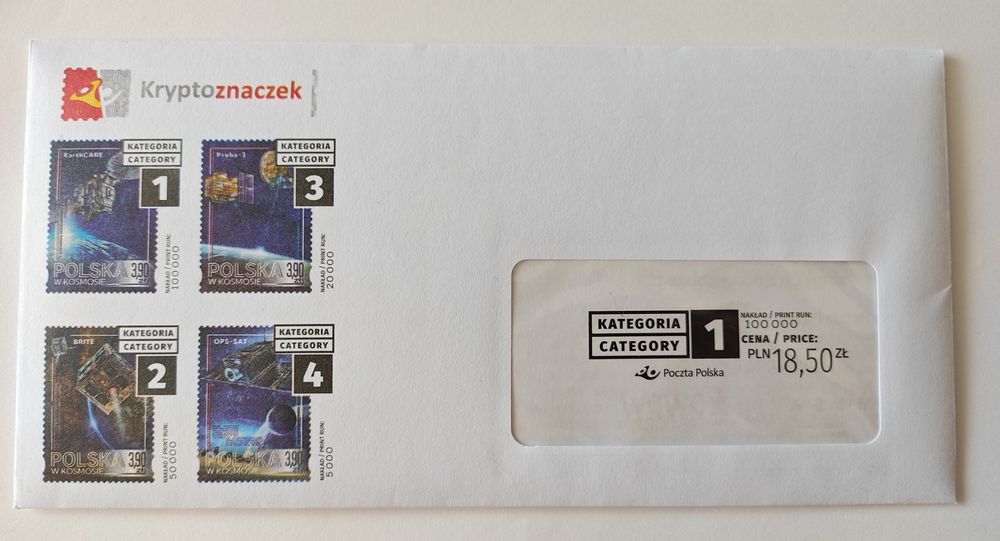 Kryptoznaczek
EarthCARE
KATEGORIA
CATEGORY
1
POLSKA 3,90 ZŁ
W KOSMOSIE
NAKŁAD / PRINT RUN:
100 000
Proba-3
KATEGORIA
CATEGORY
3
POLSKA 3,90
W KOSMOSIE
NAKŁAD / PRINT RUN:
20 000
BRITE
KATEGORIA
CATEGORY
2
POLSKA 3,90 ZŁ
W KOSMOSIE
NAKŁAD / PRINT RUN:
50 000
OPS-SAT
KATEGORIA
CATEGORY
4
POLSKA 3,90
W KOSMOSIE
NAKŁAD / PRINT RUN:
5 000
KATEGORIA
CATEGORY
1
NAKŁAD / PRINT RUN:
100 000
CENA / PRICE:
PLN 18,50 ZŁ
Poczta Polska